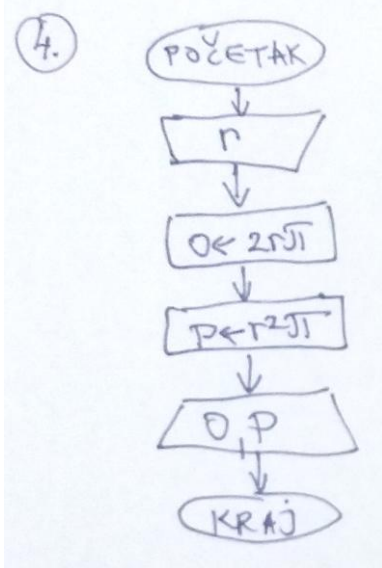 4.
POČETAK
r
O ← 2rπ
P ← r²π
O, P
KRAJ